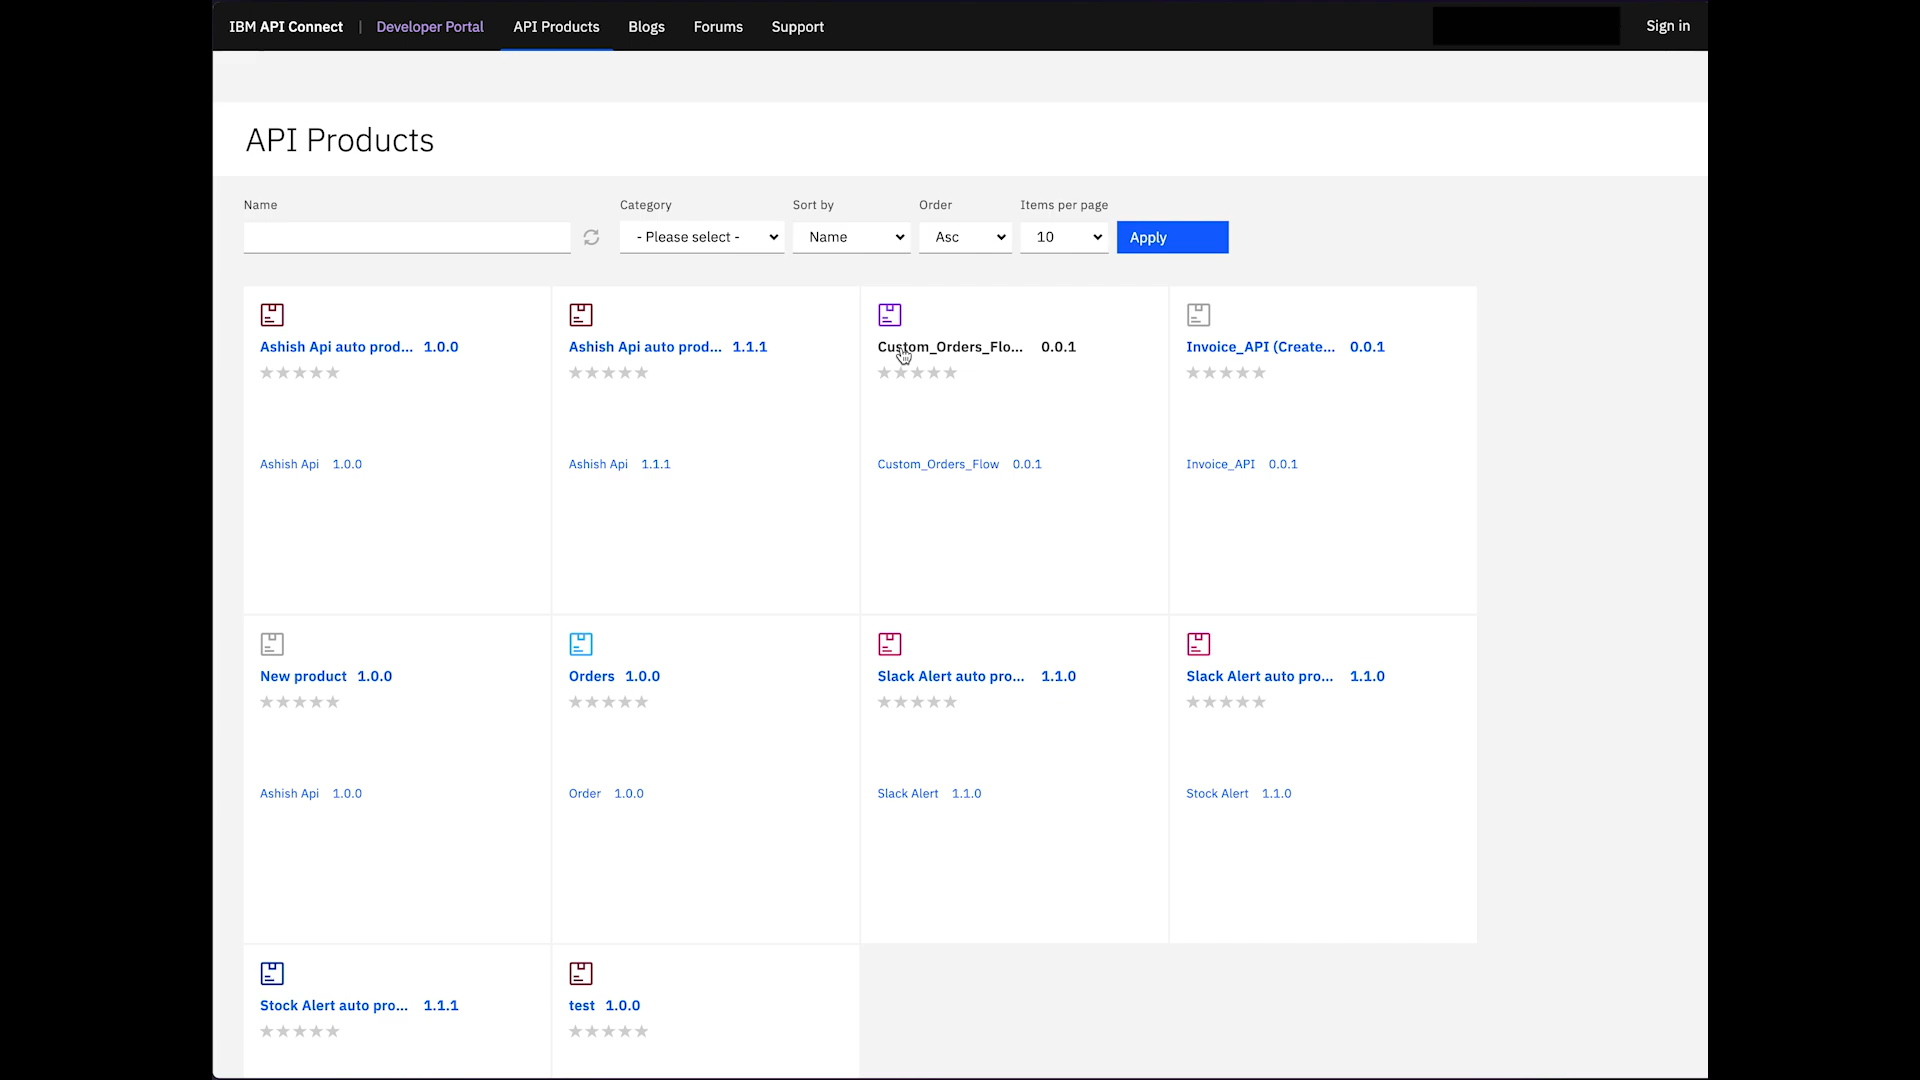 IBM API Connect | Developer Portal API Products Blogs Forums Support Sign in
API Products
Name Category Sort by Order Items per page
- Please select - Name Asc 10 Apply
Ashish Api auto prod... 1.0.0 Ashish Api auto prod... 1.1.1 Custom_Orders_Flo... 0.0.1 Invoice_API (Create... 0.0.1
Ashish Api 1.0.0 Ashish Api 1.1.1 Custom_Orders_Flow 0.0.1 Invoice_API 0.0.1
New product 1.0.0 Orders 1.0.0 Slack Alert auto pro... 1.1.0 Slack Alert auto pro... 1.1.0
Ashish Api 1.0.0 Order 1.0.0 Slack Alert 1.1.0 Stock Alert 1.1.0
Stock Alert auto pro... 1.1.1 test 1.0.0